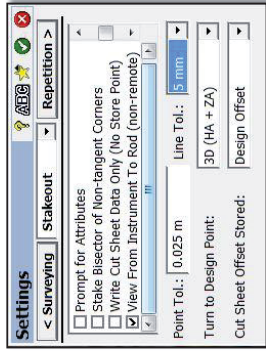 Settings
ABC
< Surveying Stakeout Repetition >
Prompt for Attributes
Stake Bisector of Non-tangent Corners
Write Cut Sheet Data Only (No Store Point)
View From Instrument To Rod (non-remote)
Point Tol.: 0.025 m Line Tol.: 5 mm
Turn to Design Point: 3D (HA + ZA)
Cut Sheet Offset Stored: Design Offset